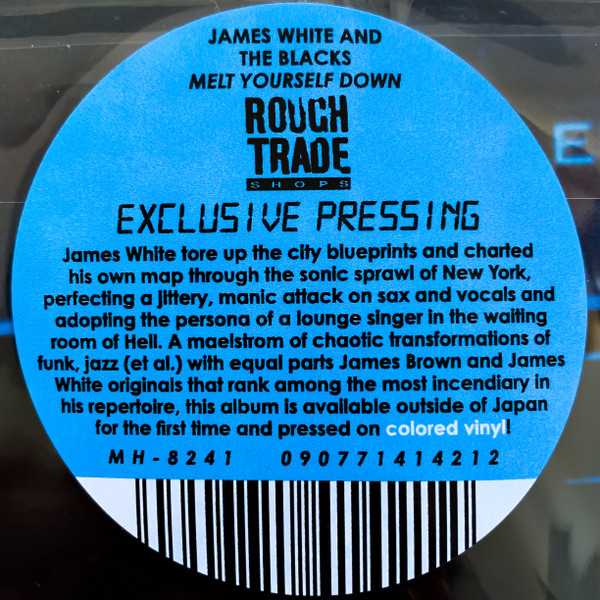 JAMES WHITE AND
THE BLACKS
MELT YOURSELF DOWN
ROUGH
TRADE
SHOPS
EXCLUSIVE PRESSING
James White tore up the city blueprints and charted
his own map through the sonic sprawl of New York,
perfecting a jittery, manic attack on sax and vocals and
adopting the persona of a lounge singer in the waiting
room of Hell. A maelstrom of chaotic transformations of
funk, jazz (et al.) with equal parts James Brown and James
White originals that rank among the most incendiary in
his repertoire, this album is available outside of Japan
for the first time and pressed on colored vinyl!
MH-8241 090771414212
E